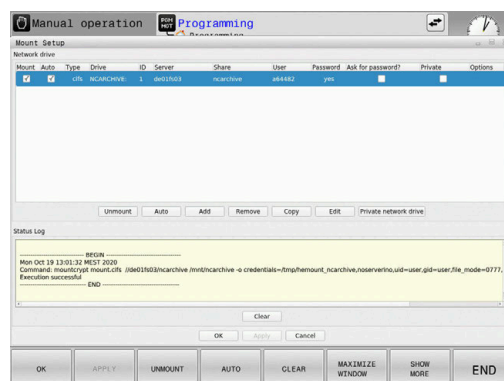 Manual operation
PGM
MGT
Programming
Programming
Mount Setup
Network drive
Mount Auto Type Drive ID Server Share User Password Ask for password? Private Options
cifs NCARCHIVE: 1 de01fs03 ncarchive a64482 yes
Unmount Auto Add Remove Copy Edit Private network drive
Status Log
BEGIN
Mon Oct 19 13:01:32 MEST 2020
Command: mountcrypt mount.cifs //de01fs03/ncarchive /mnt/ncarchive -o credentials=/tmp/hemount_ncarchive,noserverino,uid=user,gid=user,file_mode=0777,
Execution successful
END
Clear
OK Apply Cancel
OK APPLY UNMOUNT AUTO CLEAR MAXIMIZE SHOW END
WINDOW MORE